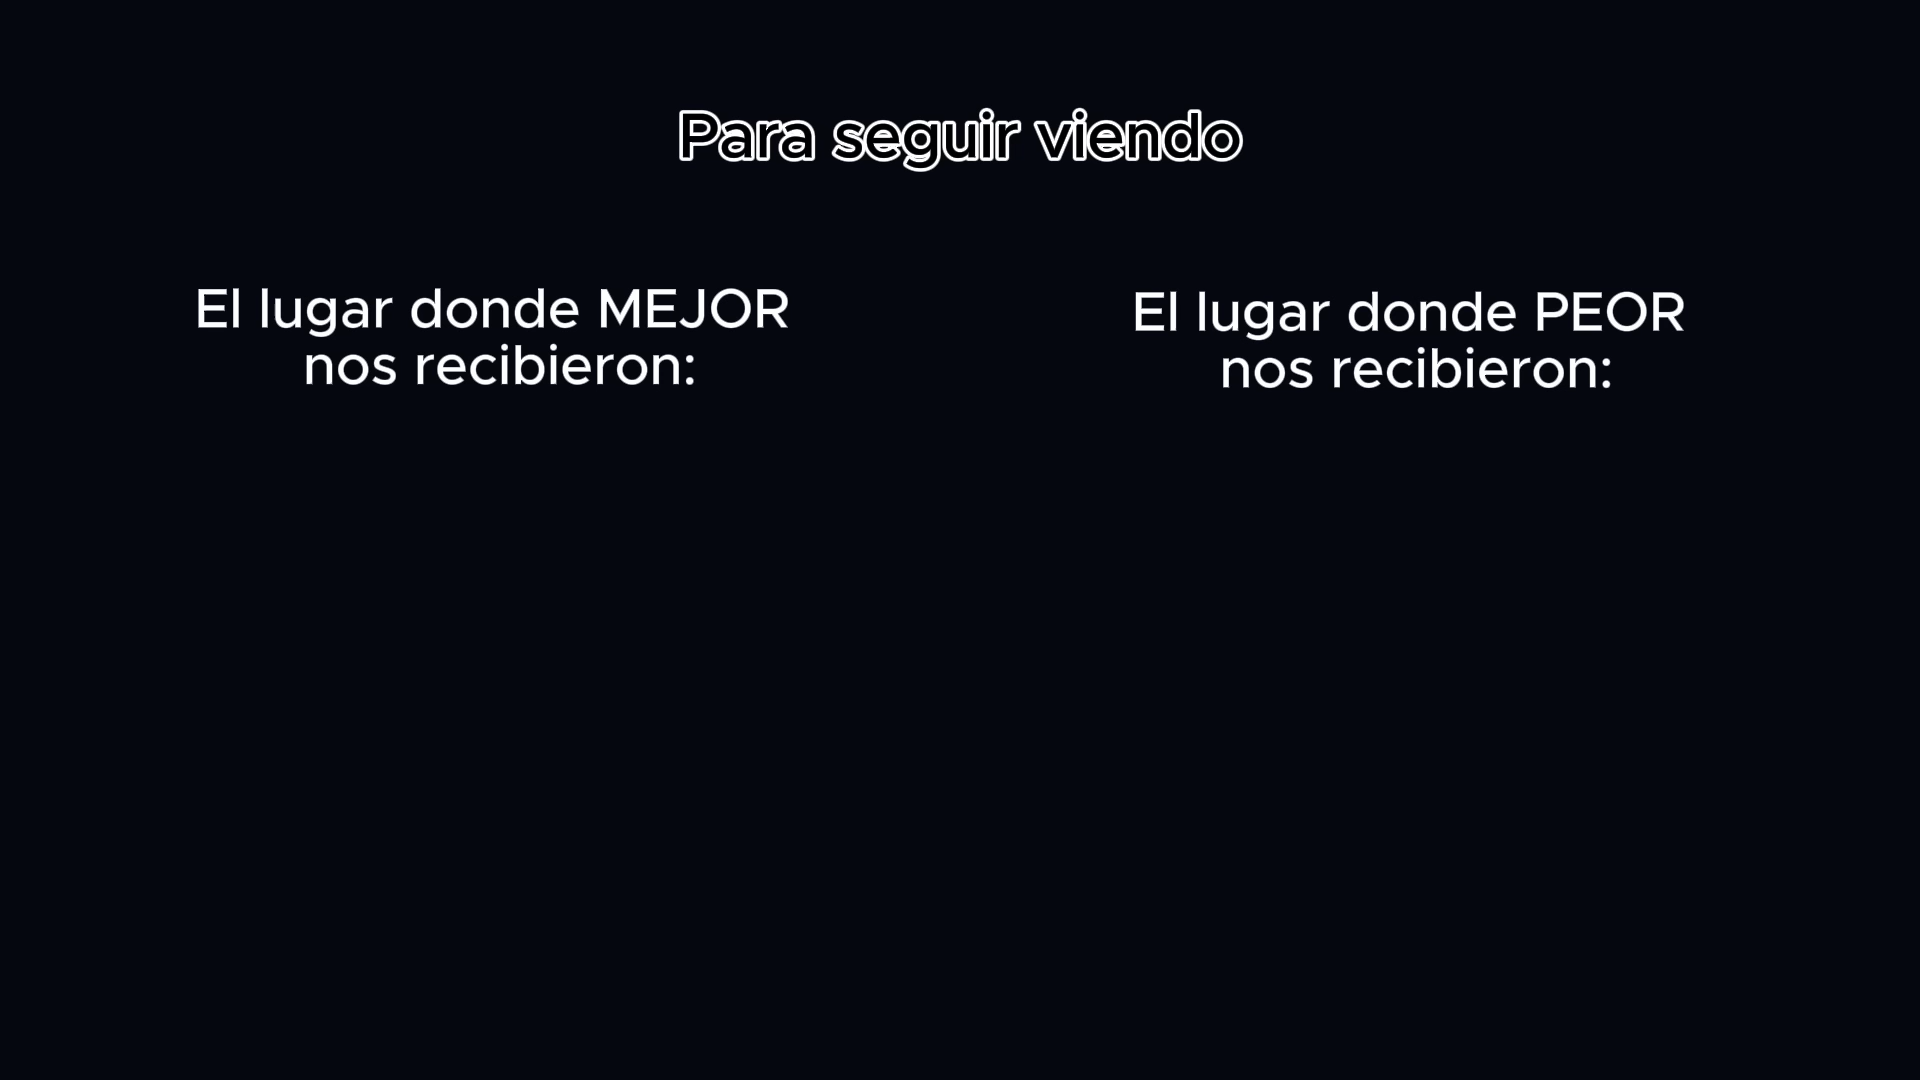 Para seguir viendo
El lugar donde MEJOR
nos recibieron:
El lugar donde PEOR
nos recibieron: